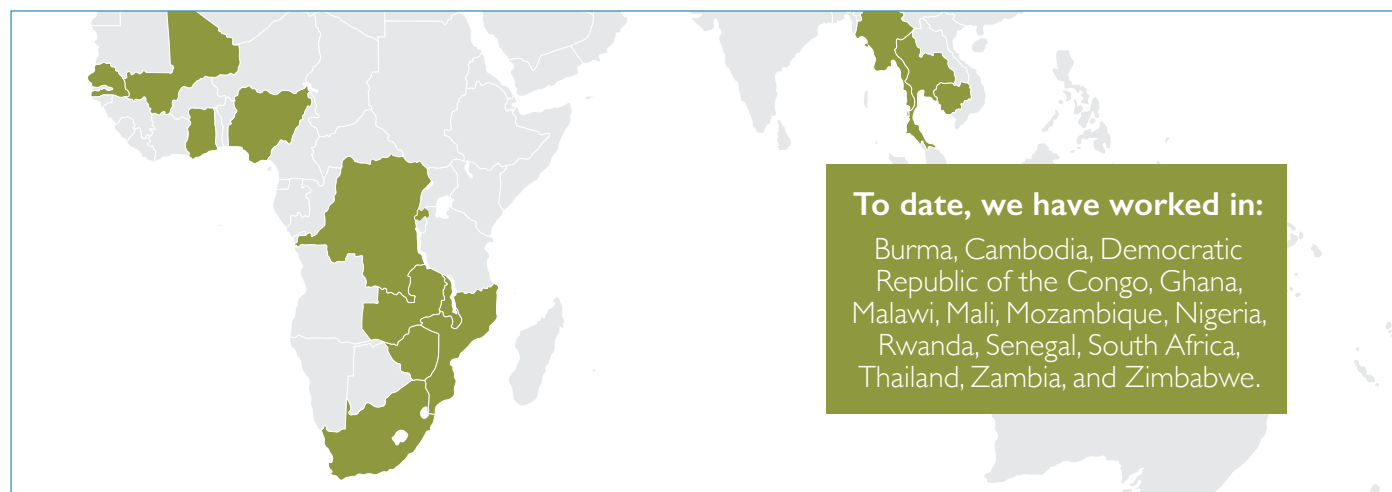 To date, we have worked in:
Burma, Cambodia, Democratic
Republic of the Congo, Ghana,
Malawi, Mali, Mozambique, Nigeria,
Rwanda, Senegal, South Africa,
Thailand, Zambia, and Zimbabwe.